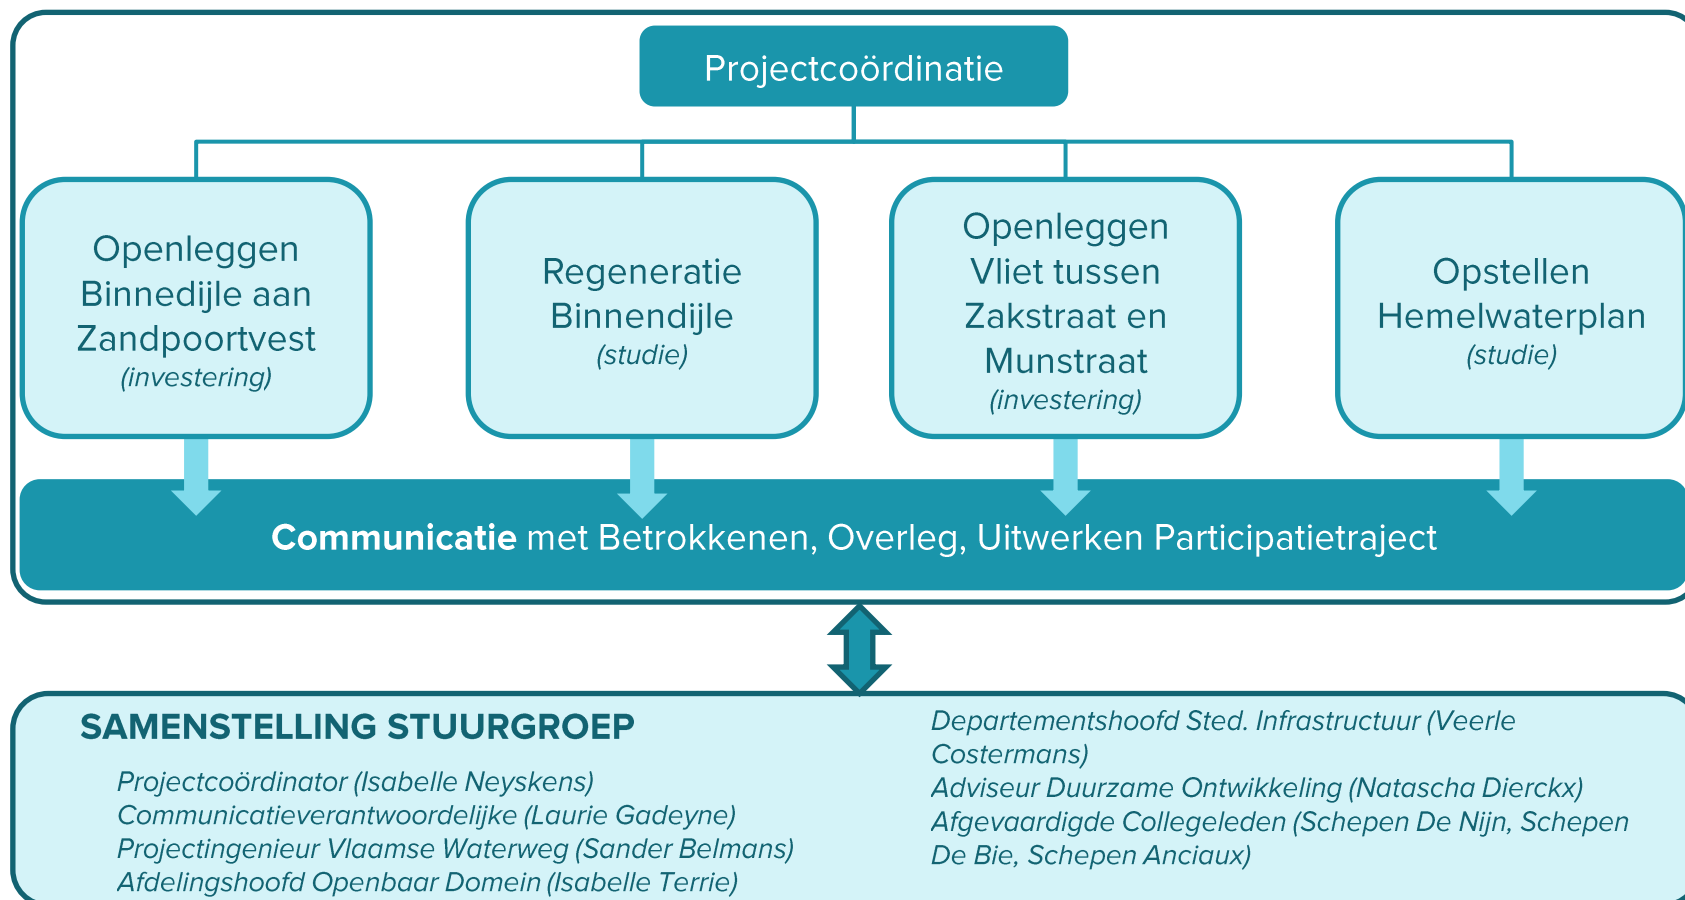 Projectcoördinatie
Openleggen
Binnedijle aan
Zandpoortvest
(investering)
Regeneratie
Binnendijle
(studie)
Openleggen
Vliet tussen
Zakstraat en
Munstraat
(investering)
Opstellen
Hemelwaterplan
(studie)
Communicatie met Betrokkenen, Overleg, Uitwerken Participatietraject
SAMENSTELLING STUURGROEP
Projectcoördinator (Isabelle Neyskens)
Communicatieverantwoordelijke (Laurie Gadeyne)
Projectingenieur Vlaamse Waterweg (Sander Belmans)
Afdelingshoofd Openbaar Domein (Isabelle Terrie)
Departementshoofd Sted. Infrastructuur (Veerle
Costermans)
Adviseur Duurzame Ontwikkeling (Natascha Dierckx)
Afgevaardigde Collegeleden (Schepen De Nijn, Schepen
De Bie, Schepen Anciaux)